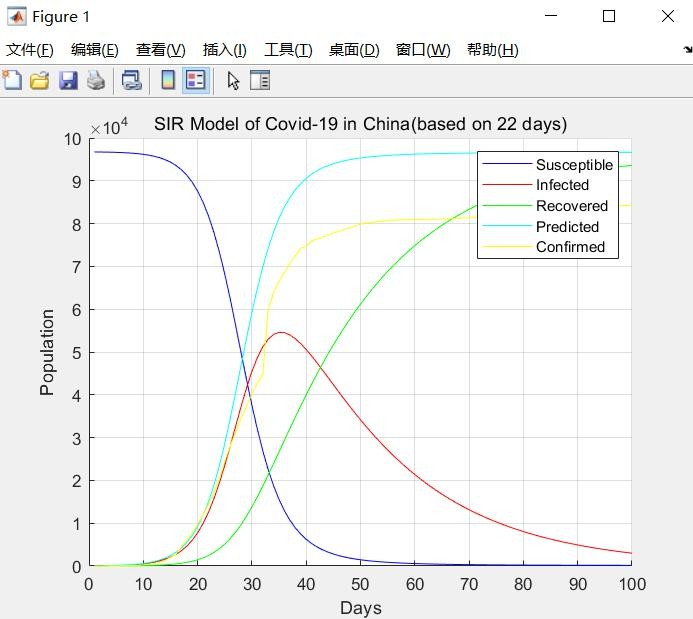 Figure 1
文件(F) 编辑(E) 查看(V) 插入(I) 工具(T) 桌面(D) 窗口(W) 帮助(H)
×10⁴
SIR Model of Covid-19 in China(based on 22 days)
Susceptible
Infected
Recovered
Predicted
Confirmed
Population
10
9
8
7
6
5
4
3
2
1
0
0 10 20 30 40 50 60 70 80 90 100
Days